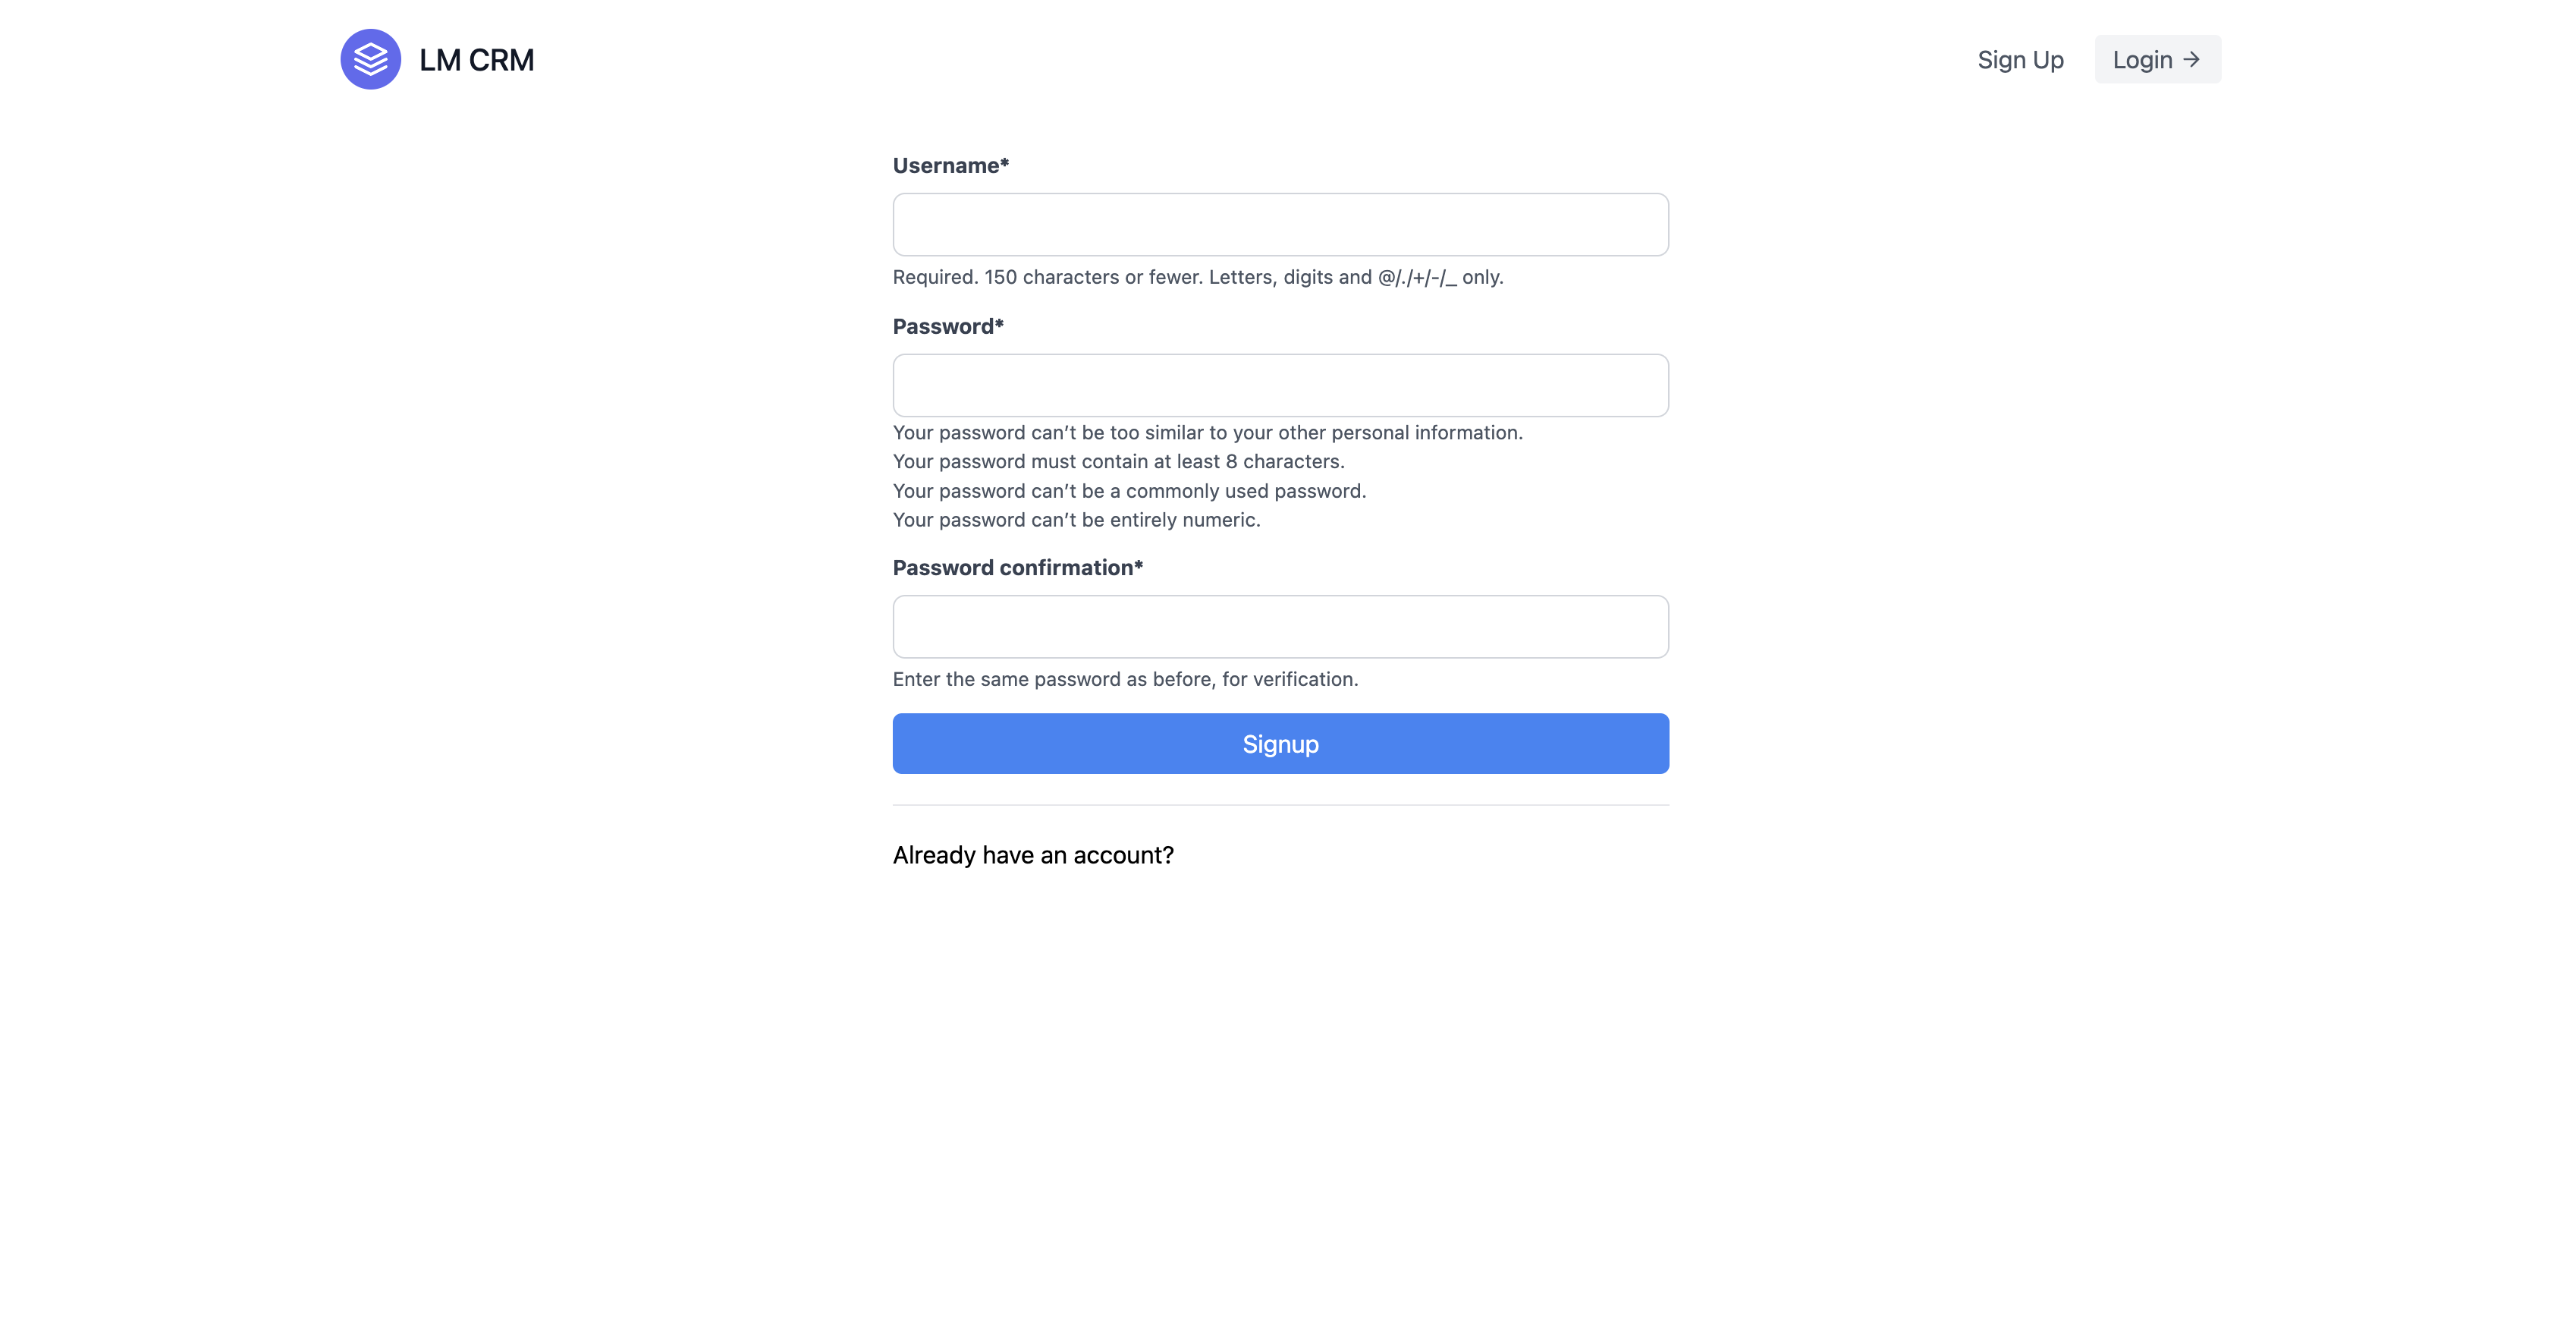 LM CRM
Sign Up
Login →
Username*
Required. 150 characters or fewer. Letters, digits and @/./+/-/_ only.
Password*
Your password can’t be too similar to your other personal information.
Your password must contain at least 8 characters.
Your password can’t be a commonly used password.
Your password can’t be entirely numeric.
Password confirmation*
Enter the same password as before, for verification.
Signup
Already have an account?